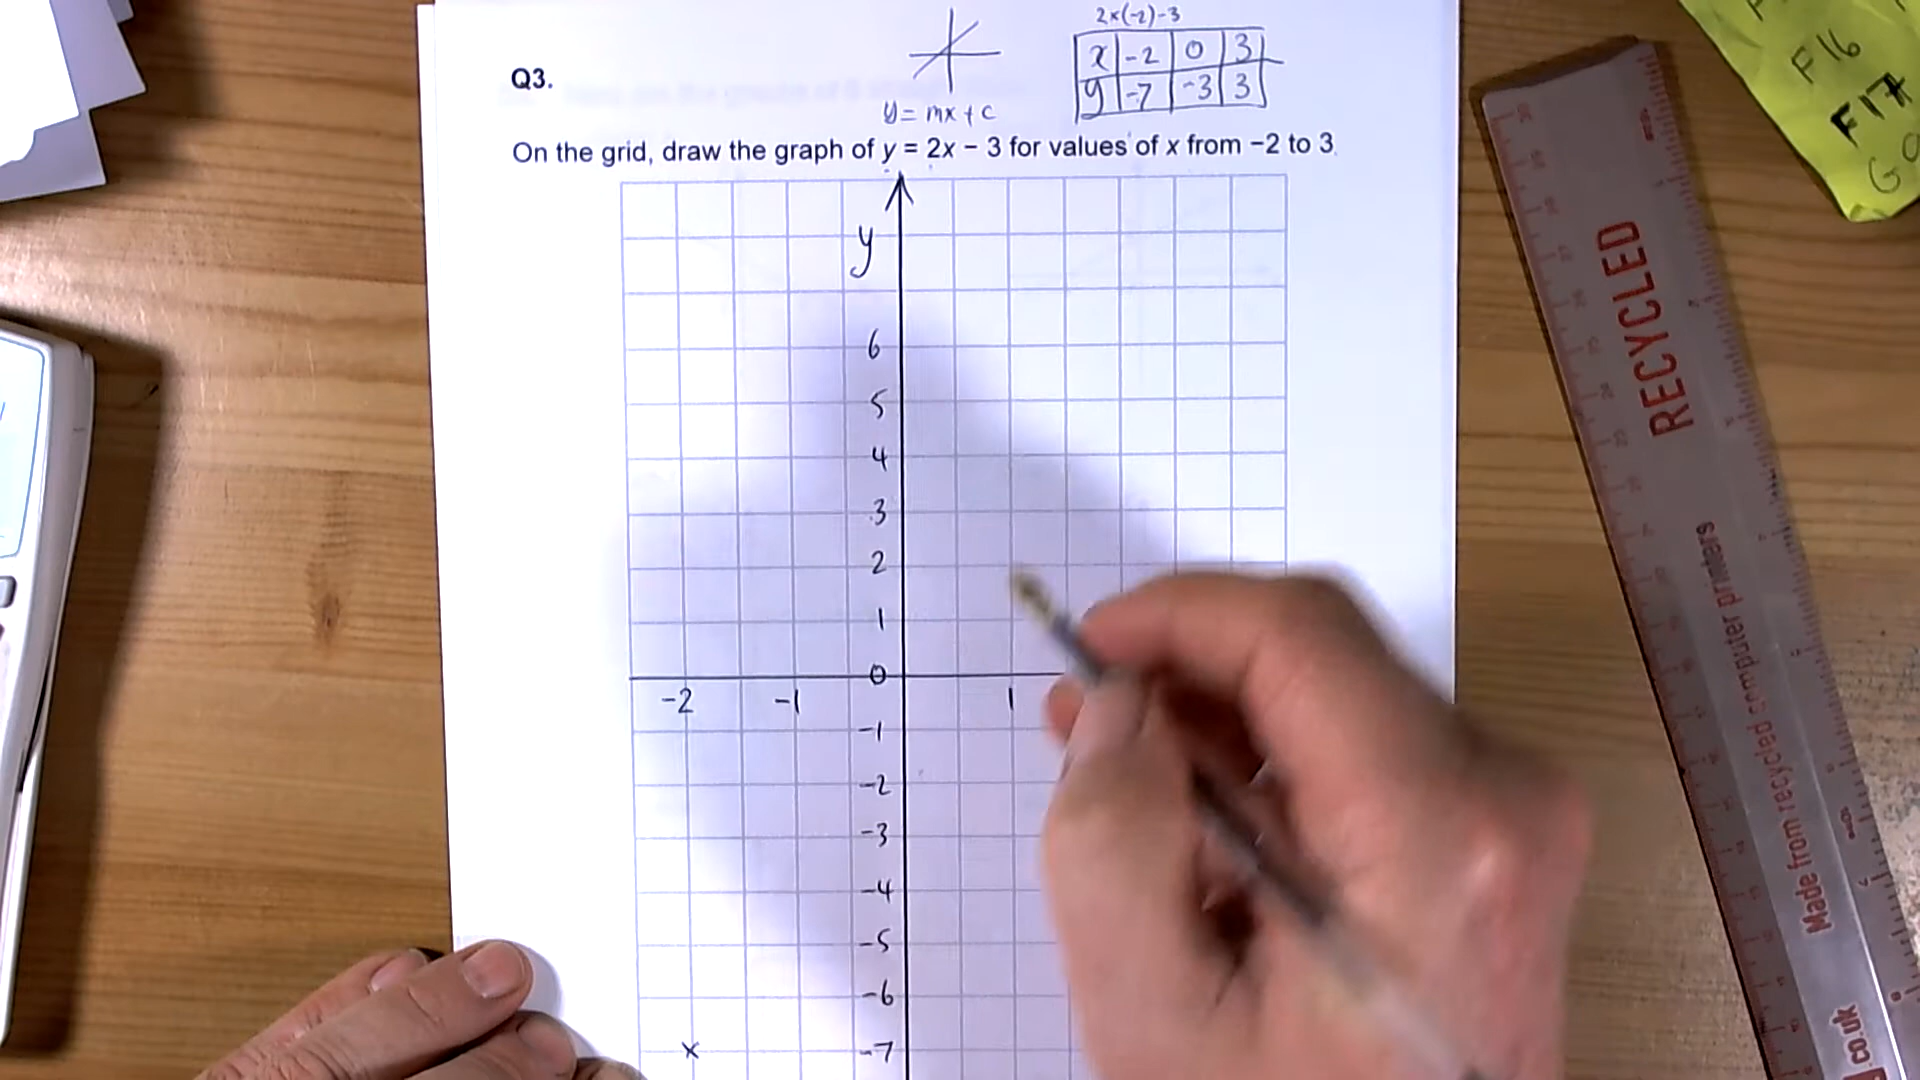 2x(-2)-3
x -2 0 3
y -7 -3 3
Q3.
y = mx + c
On the grid, draw the graph of y = 2x − 3 for values of x from −2 to 3.
y
6
5
4
3
2
1
0
-2 -1 1
-1
-2
-3
-4
-5
-6
x -7
RECYCLED
Made from recycled computer printers
.co.uk
F16
F17